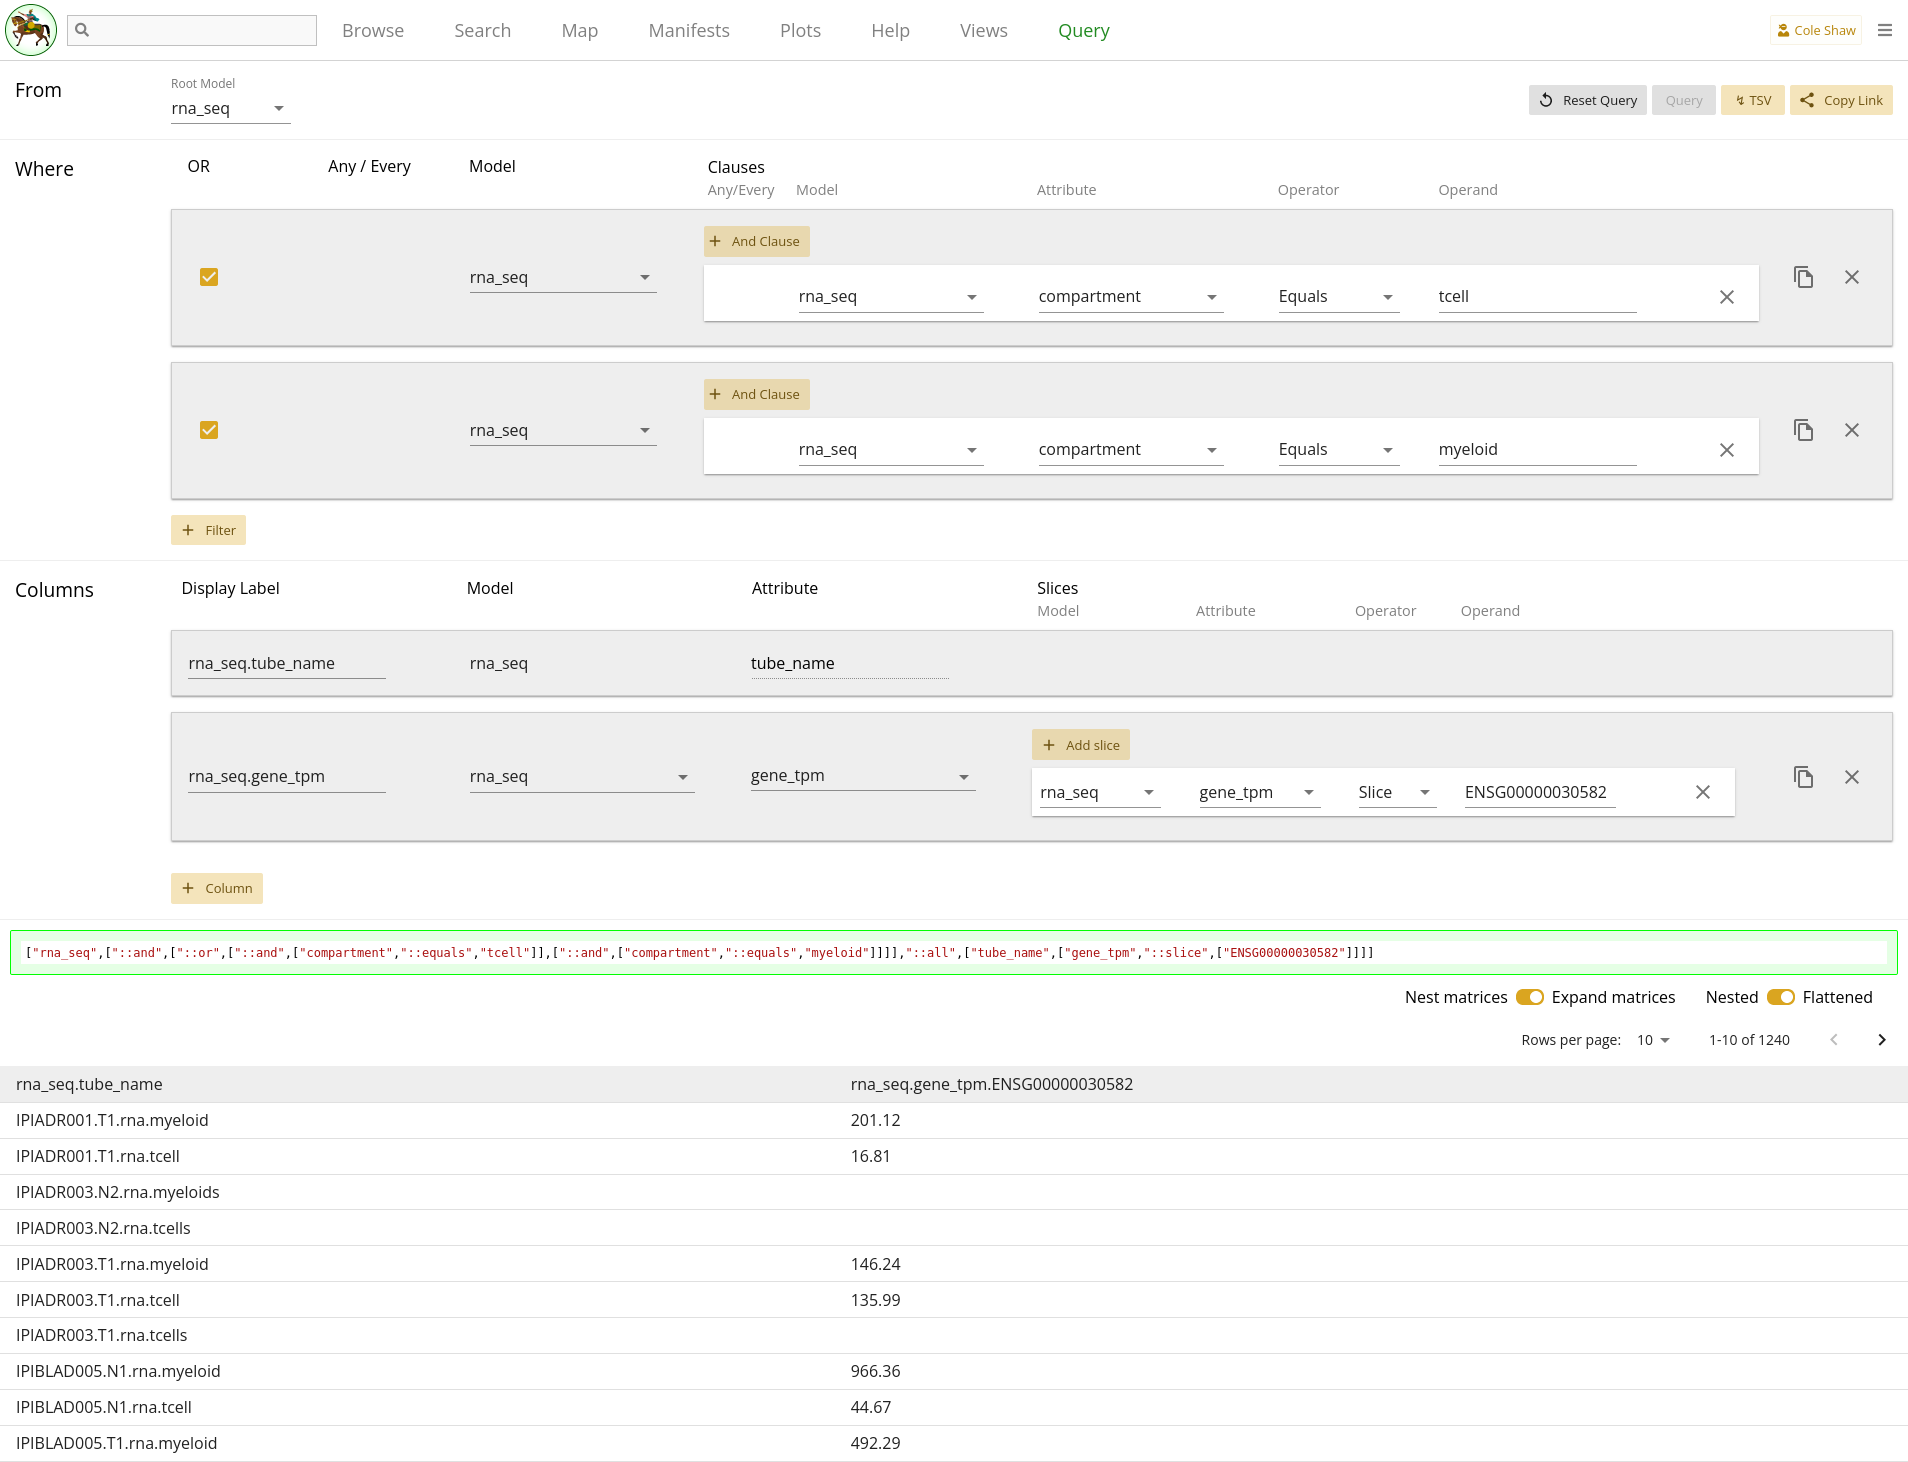 Browse Search Map Manifests Plots Help Views Query Cole Shaw
From Root Model
rna_seq Reset Query Query ↯ TSV Copy Link
Where OR Any / Every Model Clauses
Any/Every Model Attribute Operator Operand
+ And Clause
rna_seq rna_seq compartment Equals tcell
+ And Clause
rna_seq rna_seq compartment Equals myeloid
+ Filter
Columns Display Label Model Attribute Slices
Model Attribute Operator Operand
rna_seq.tube_name rna_seq tube_name
+ Add slice
rna_seq.gene_tpm rna_seq gene_tpm rna_seq gene_tpm Slice ENSG00000030582
+ Column
["rna_seq",["::and",["::or",["::and",["compartment","::equals","tcell"]],["::and",["compartment","::equals","myeloid"]]]],"::all",["tube_name",["gene_tpm","::slice",["ENSG00000030582"]]]]
Nest matrices Expand matrices Nested Flattened
Rows per page: 10 1-10 of 1240
rna_seq.tube_name rna_seq.gene_tpm.ENSG00000030582
IPIADR001.T1.rna.myeloid 201.12
IPIADR001.T1.rna.tcell 16.81
IPIADR003.N2.rna.myeloids
IPIADR003.N2.rna.tcells
IPIADR003.T1.rna.myeloid 146.24
IPIADR003.T1.rna.tcell 135.99
IPIADR003.T1.rna.tcells
IPIBLAD005.N1.rna.myeloid 966.36
IPIBLAD005.N1.rna.tcell 44.67
IPIBLAD005.T1.rna.myeloid 492.29